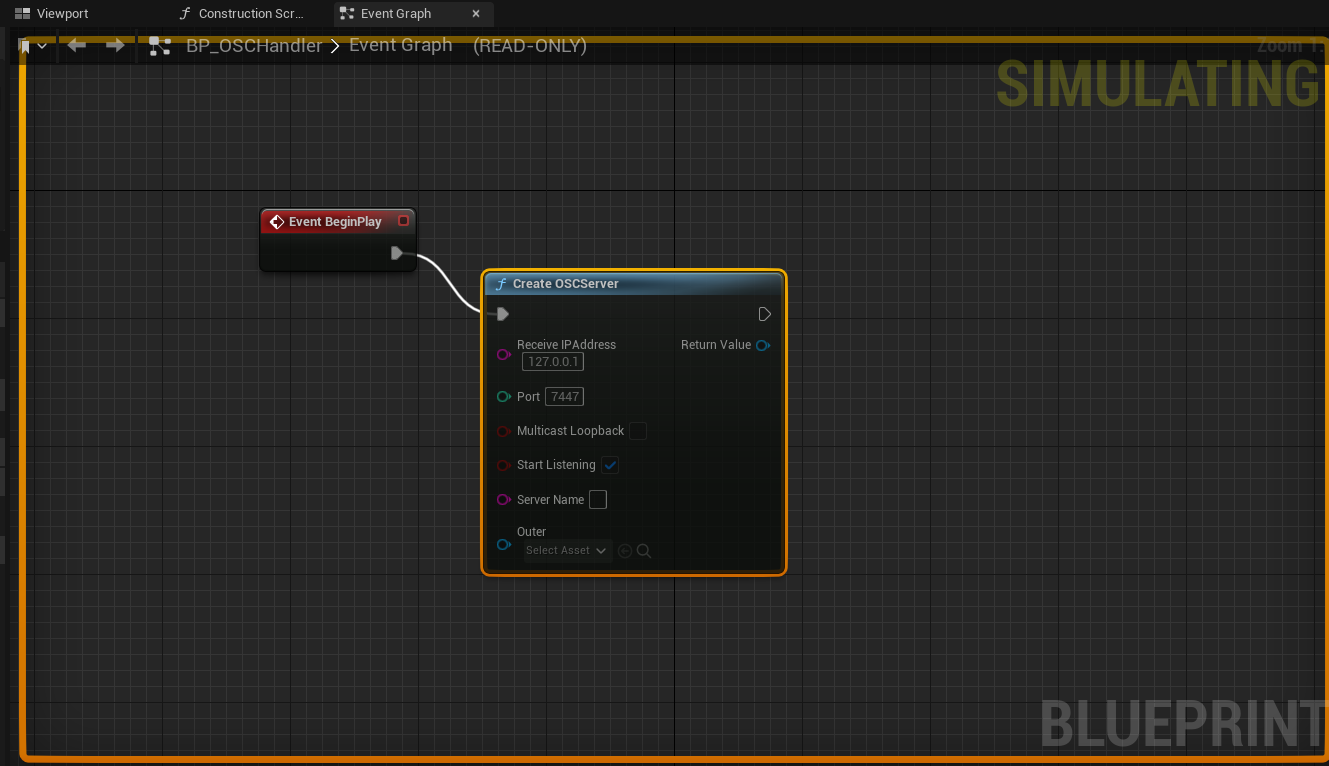 Viewport
Construction Scr...
Event Graph
BP_OSCHandler > Event Graph (READ-ONLY)
Zoom 1:
SIMULATING
Event BeginPlay
Create OSCServer
Receive IPAddress
Return Value
127.0.0.1
Port 7447
Multicast Loopback
Start Listening
Server Name
Outer
Select Asset
BLUEPRINT